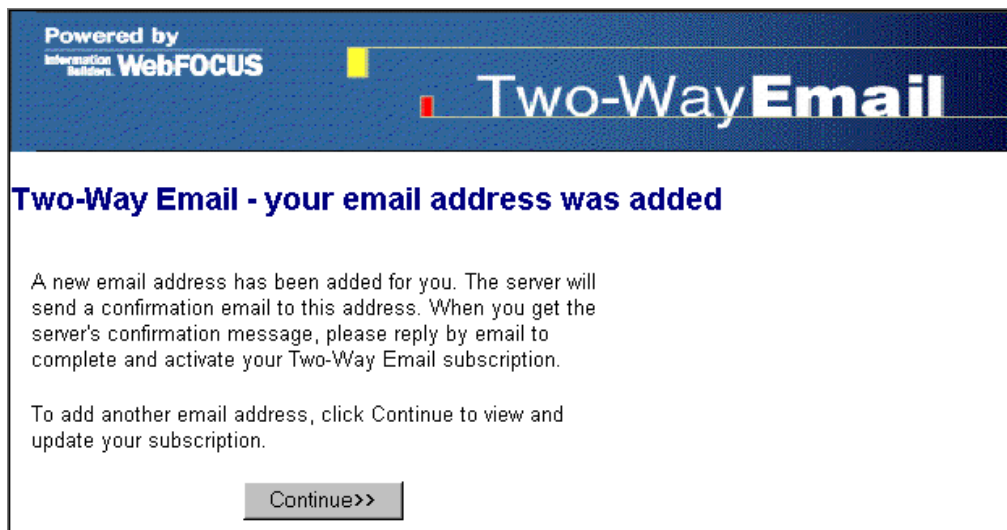 Powered by
Information
Builders. WebFOCUS
Two-Way Email
Two-Way Email - your email address was added
A new email address has been added for you. The server will
send a confirmation email to this address. When you get the
server's confirmation message, please reply by email to
complete and activate your Two-Way Email subscription.
To add another email address, click Continue to view and
update your subscription.
Continue>>